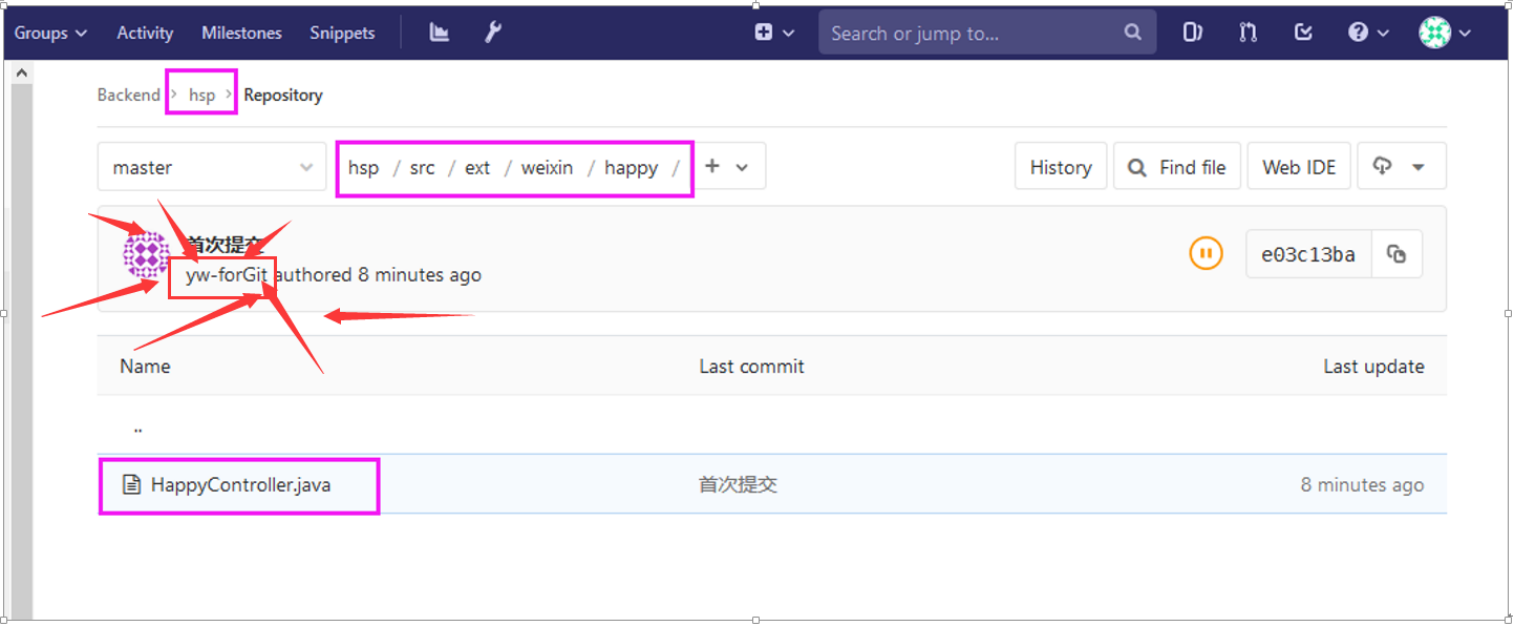 Groups Activity Milestones Snippets Search or jump to...
Backend > hsp > Repository
master hsp / src / ext / weixin / happy / + History Find file Web IDE
首次提交
yw-forGit authored 8 minutes ago e03c13ba
Name Last commit Last update
..
HappyController.java 首次提交 8 minutes ago